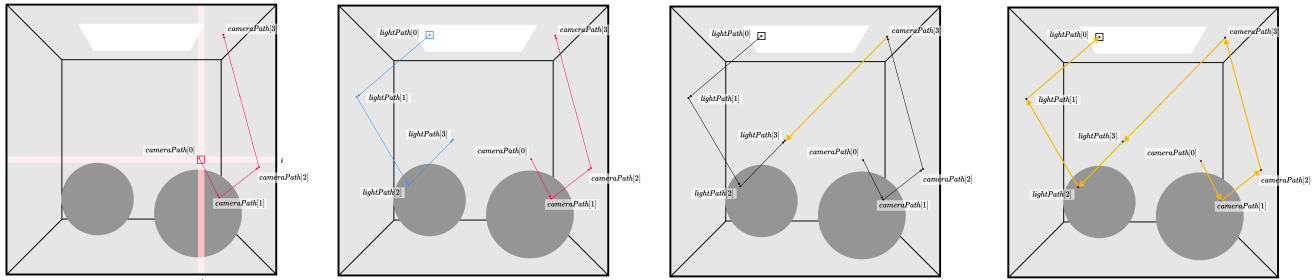 cameraPath[3]
cameraPath[0]
i
cameraPath[2]
cameraPath[1]
lightPath[0]
cameraPath[3]
lightPath[1]
lightPath[3]
cameraPath[0]
cameraPath[2]
lightPath[2]
cameraPath[1]
lightPath[0]
cameraPath[3]
lightPath[1]
lightPath[3]
cameraPath[0]
cameraPath[2]
lightPath[2]
cameraPath[1]
lightPath[0]
cameraPath[3
lightPath[1]
lightPath[3]
cameraPath[0]
cameraPath[2]
lightPath[2]
cameraPath[1]